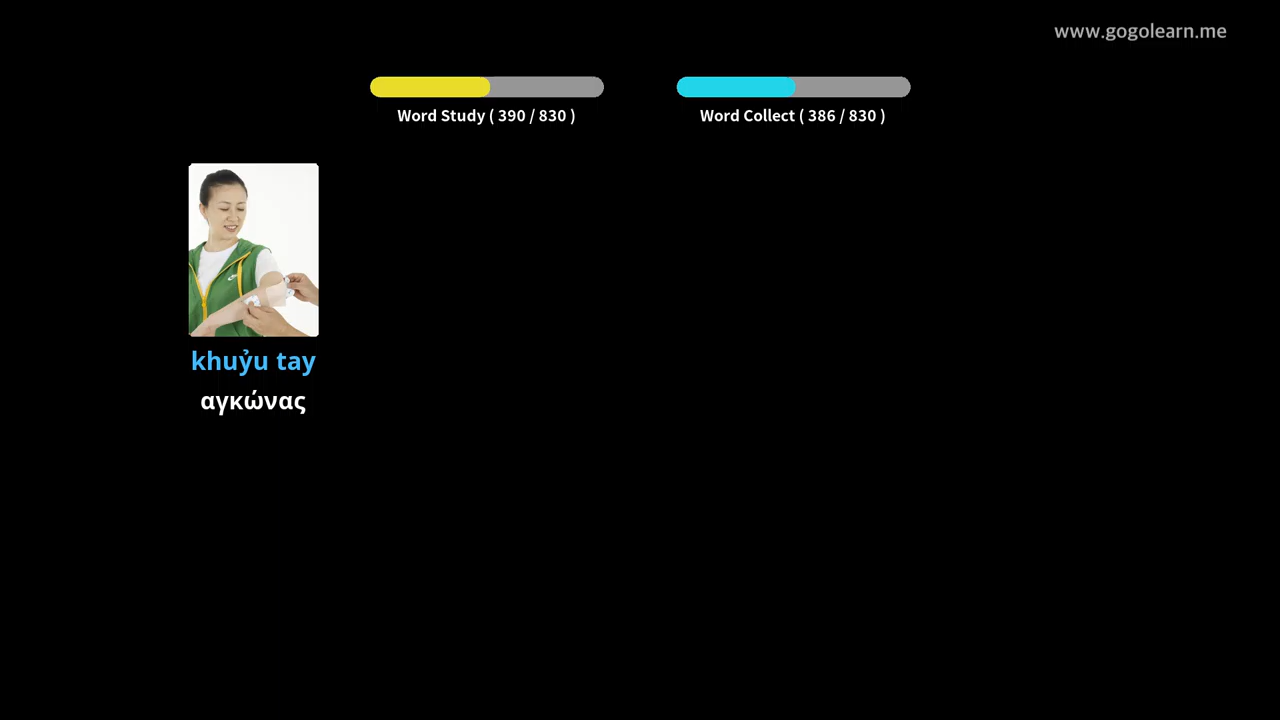 www.gogolearn.me
Word Study ( 390 / 830 )
Word Collect ( 386 / 830 )
khuỷu tay
αγκώνας